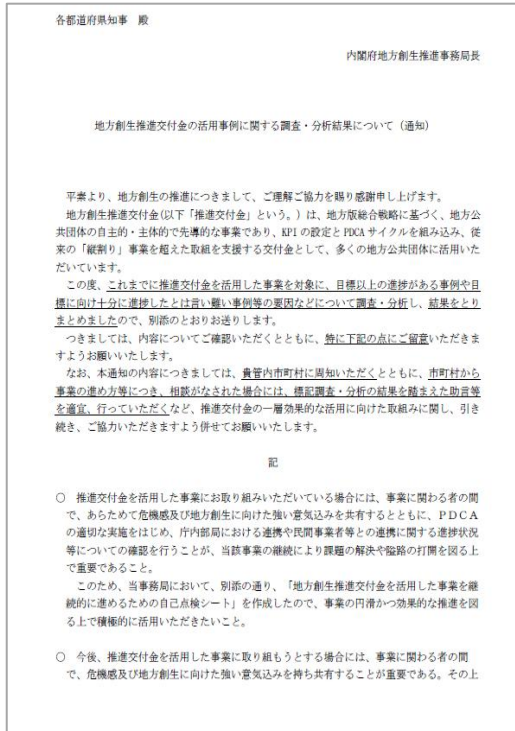 各都道府県知事　殿
内閣府地方創生推進事務局長
地方創生推進交付金の活用事例に関する調査・分析結果について（通知）
平素より、地方創生の推進につきまして、ご理解ご協力を賜り感謝申し上げます。
地方創生推進交付金(以下「推進交付金」という。）は、地方版総合戦略に基づく、地方公
共団体の自主的・主体的で先導的な事業であり、KPI の設定と PDCA サイクルを組み込み、従
来の「縦割り」事業を超えた取組を支援する交付金として、多くの地方公共団体に活用いた
だいています。
この度、これまでに推進交付金を活用した事業を対象に、目標以上の進捗がある事例や目
標に向け十分に進捗したとは言い難い事例等の要因などについて調査・分析し、結果をとり
まとめましたので、別添のとおりお送りします。
つきましては、内容についてご確認いただくとともに、特に下記の点にご留意いただきま
すようお願いいたします。
なお、本通知の内容につきましては、貴管内市町村に周知いただくとともに、市町村から
事業の進め方等につき、相談がなされた場合には、標記調査・分析の結果を踏まえた助言等
を適宜、行っていただくなど、推進交付金の一層効果的な活用に向けた取組みに関し、引き
続き、ご協力いただきますよう併せてお願いいたします。
記
○　推進交付金を活用した事業にお取り組みいただいている場合には、事業に関わる者の間
で、あらためて危機感及び地方創生に向けた強い意気込みを共有するとともに、ＰＤＣＡ
の適切な実施をはじめ、庁内部局における連携や民間事業者等との連携に関する進捗状況
等についての確認を行うことが、当該事業の継続により課題の解決や隘路の打開を図る上
で重要であること。
このため、当事務局において、別添の通り、「地方創生推進交付金を活用した事業を継
続的に進めるための自己点検シート」を作成したので、事業の円滑かつ効果的な推進を図
る上で積極的に活用いただきたいこと。
○　今後、推進交付金を活用した事業に取り組もうとする場合には、事業に関わる者の間
で、危機感及び地方創生に向けた強い意気込みを持ち共有することが重要である。その上